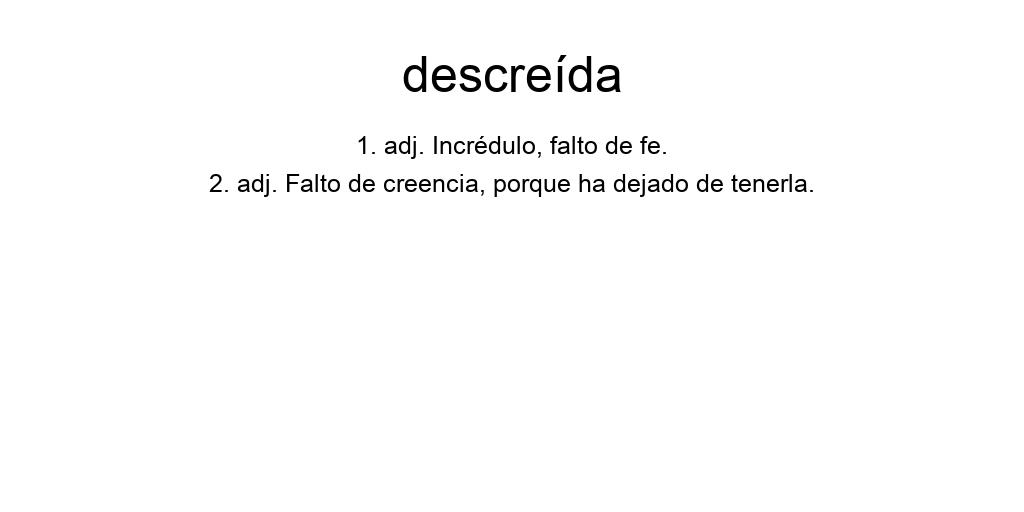 descreída
1. adj. Incrédulo, falto de fe.
2. adj. Falto de creencia, porque ha dejado de tenerla.